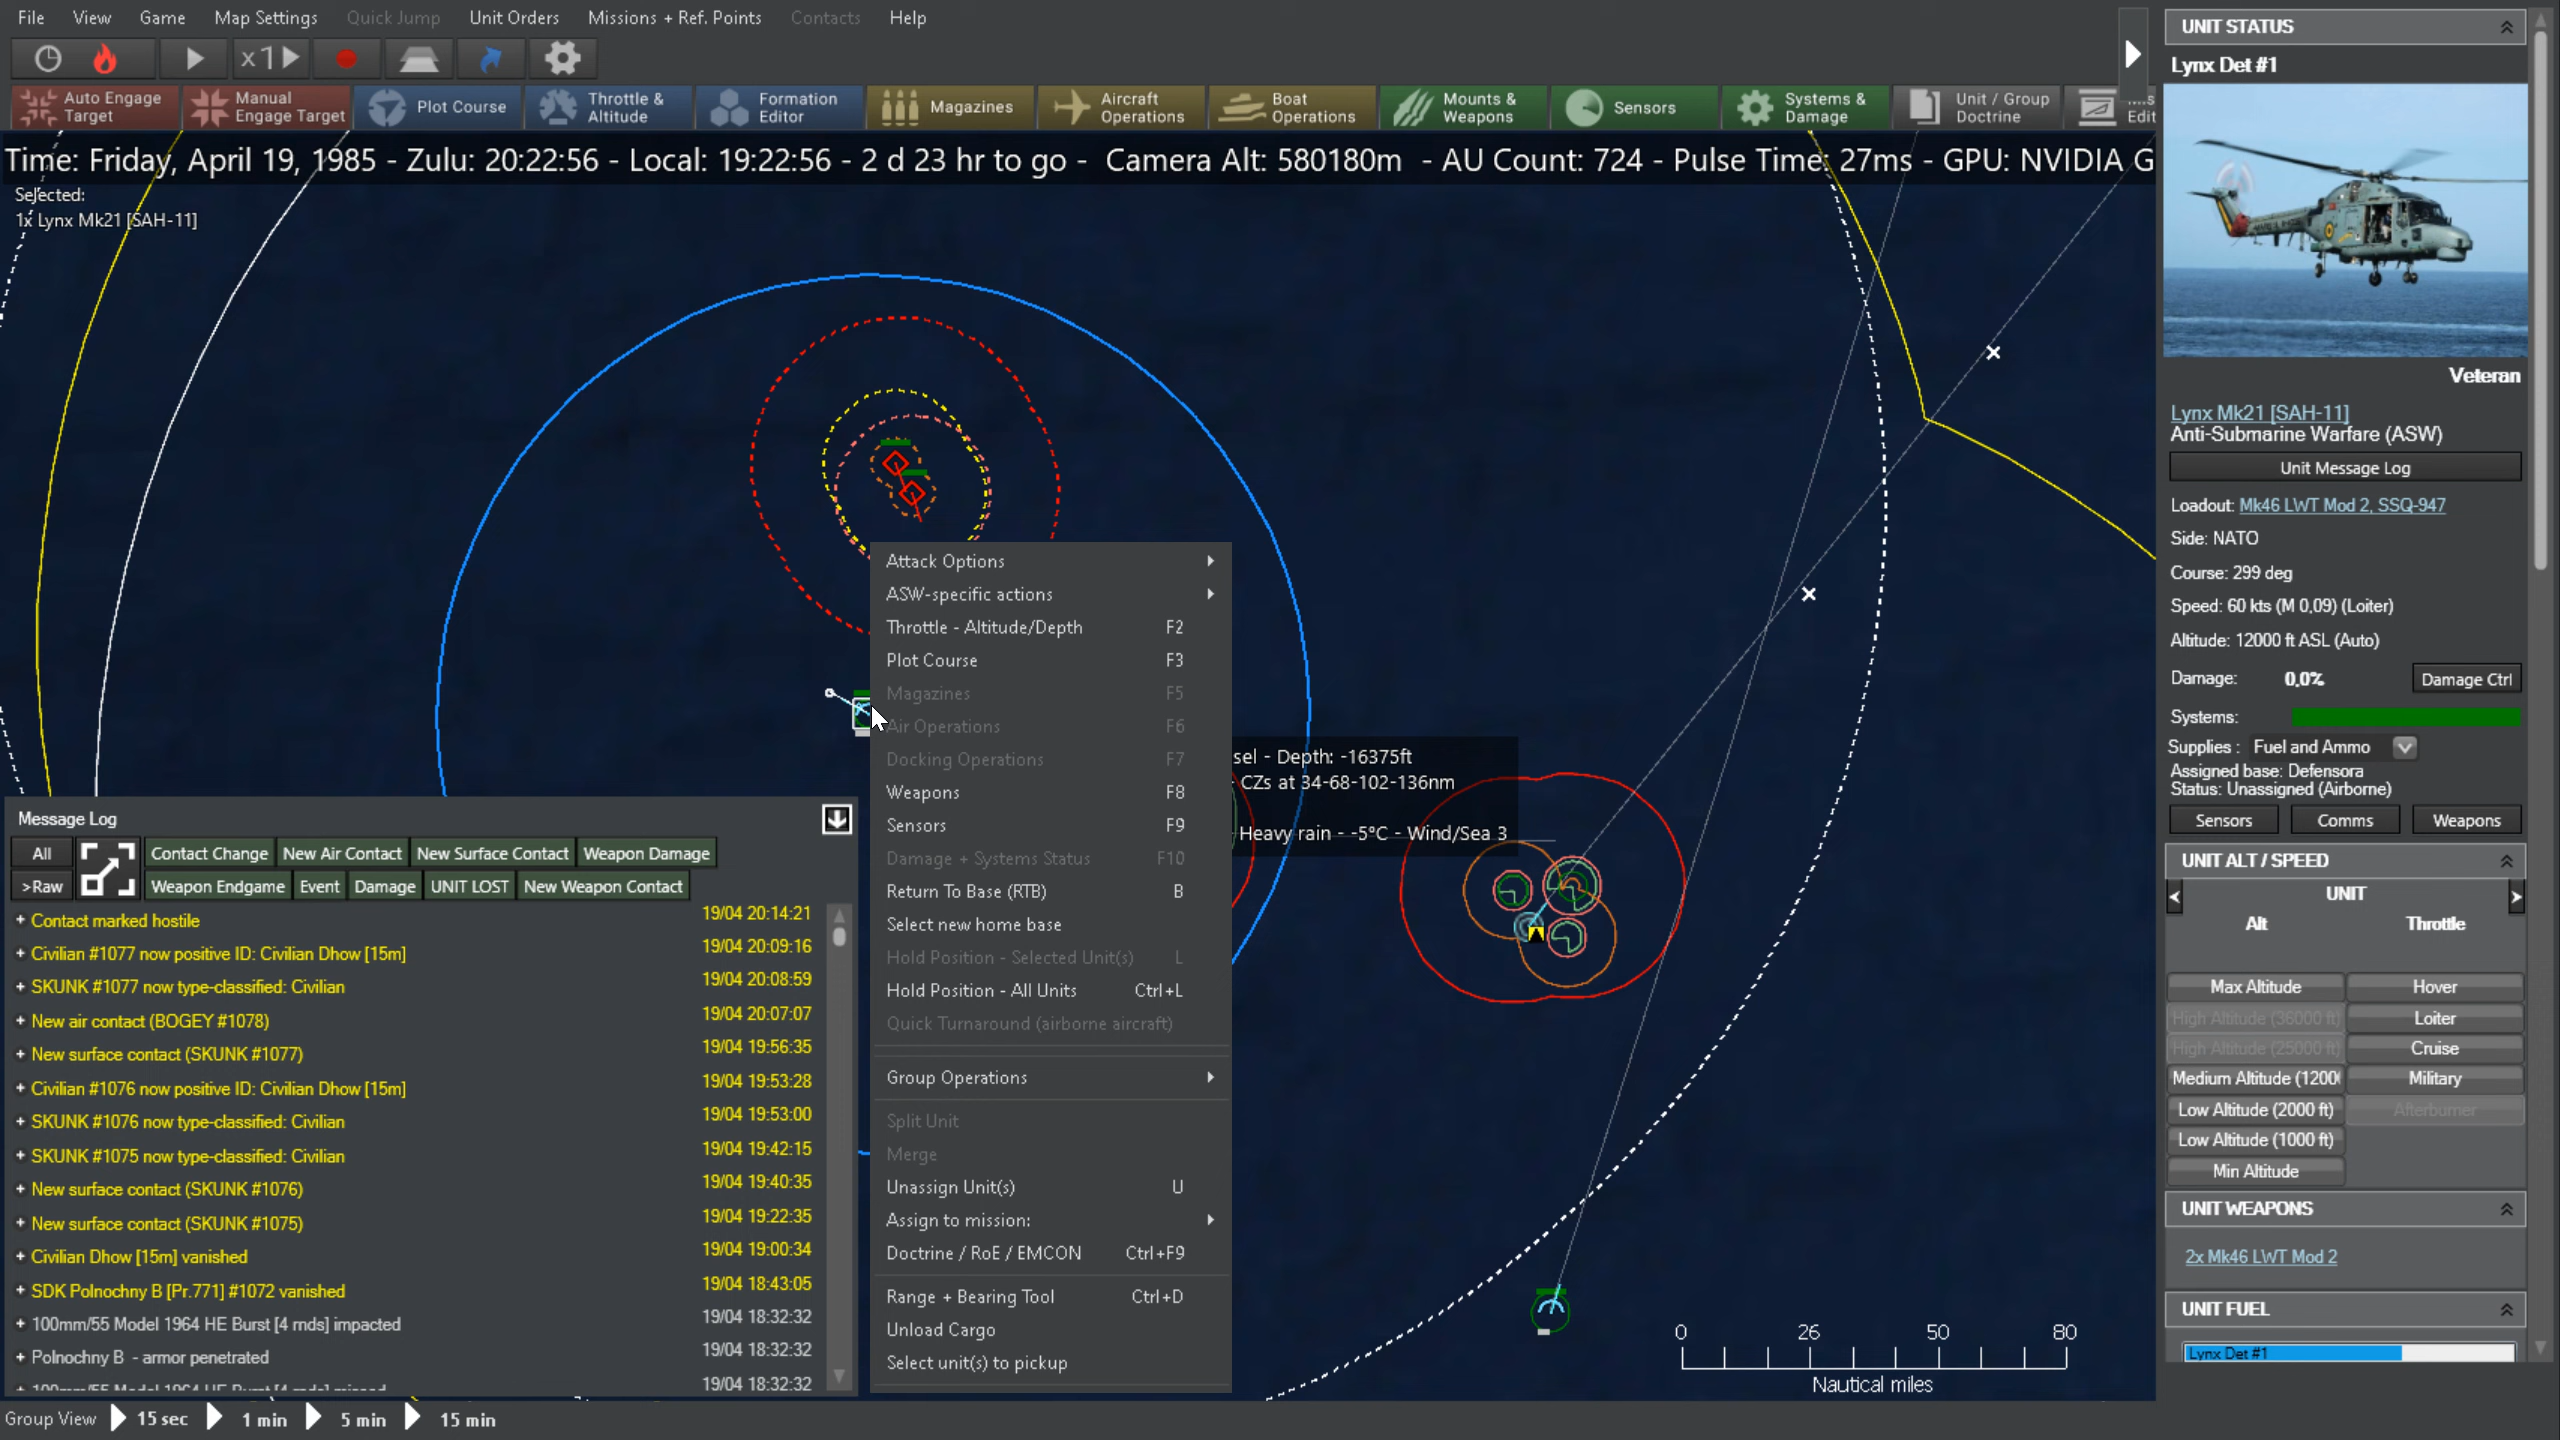 File View Game Map Settings Quick Jump Unit Orders Missions + Ref. Points Contacts Help
x1
Auto Engage Target
Manual Engage Target
Plot Course
Throttle & Altitude
Formation Editor
Magazines
Aircraft Operations
Boat Operations
Mounts & Weapons
Sensors
Systems & Damage
Unit / Group Doctrine
Edit
Time: Friday, April 19, 1985 - Zulu: 20:22:56 - Local: 19:22:56 - 2 d 23 hr to go - Camera Alt: 580180m - AU Count: 724 - Pulse Time: 27ms - GPU: NVIDIA G
Selected:
1x Lynx Mk21 [SAH-11]
Attack Options
ASW-specific actions
Throttle - Altitude/Depth F2
Plot Course F3
Magazines F5
Air Operations F6
Docking Operations F7
Weapons F8
Sensors F9
Damage + Systems Status F10
Return To Base (RTB) B
Select new home base
Hold Position - Selected Unit(s) L
Hold Position - All Units Ctrl+L
Quick Turnaround (airborne aircraft)
Group Operations
Split Unit
Merge
Unassign Unit(s) U
Assign to mission:
Doctrine / RoE / EMCON Ctrl+F9
Range + Bearing Tool Ctrl+D
Unload Cargo
Select unit(s) to pickup
sel - Depth: -16375ft
CZs at 34-68-102-136nm
Heavy rain - -5°C - Wind/Sea 3
0 26 50 80
Nautical miles
Message Log
All Contact Change New Air Contact New Surface Contact Weapon Damage
>Raw Weapon Endgame Event Damage UNIT LOST New Weapon Contact
+ Contact marked hostile 19/04 20:14:21
+ Civilian #1077 now positive ID: Civilian Dhow [15m] 19/04 20:09:16
+ SKUNK #1077 now type-classified: Civilian 19/04 20:08:59
+ New air contact (BOGEY #1078) 19/04 20:07:07
+ New surface contact (SKUNK #1077) 19/04 19:56:35
+ Civilian #1076 now positive ID: Civilian Dhow [15m] 19/04 19:53:28
+ SKUNK #1076 now type-classified: Civilian 19/04 19:53:00
+ SKUNK #1075 now type-classified: Civilian 19/04 19:42:15
+ New surface contact (SKUNK #1076) 19/04 19:40:35
+ New surface contact (SKUNK #1075) 19/04 19:22:35
+ Civilian Dhow [15m] vanished 19/04 19:00:34
+ SDK Polnochny B [Pr.771] #1072 vanished 19/04 18:43:05
+ 100mm/55 Model 1964 HE Burst [4 rnds] impacted 19/04 18:32:32
+ Polnochny B - armor penetrated 19/04 18:32:32
+ 100mm/55 Model 1964 HE Burst [4 rnds] missed 19/04 18:32:32
Group View 15 sec 1 min 5 min 15 min
UNIT STATUS
Lynx Det #1
Veteran
Lynx Mk21 [SAH-11]
Anti-Submarine Warfare (ASW)
Unit Message Log
Loadout: Mk46 LWT Mod 2, SSQ-947
Side: NATO
Course: 299 deg
Speed: 60 kts (M 0,09) (Loiter)
Altitude: 12000 ft ASL (Auto)
Damage: 0,0% Damage Ctrl
Systems:
Supplies : Fuel and Ammo
Assigned base: Defensora
Status: Unassigned (Airborne)
Sensors Comms Weapons
UNIT ALT / SPEED
< UNIT >
Alt Throttle
Max Altitude Hover
High Altitude (36000 ft) Loiter
High Altitude (25000 ft) Cruise
Medium Altitude (1200 Military
Low Altitude (2000 ft) Afterburner
Low Altitude (1000 ft)
Min Altitude
UNIT WEAPONS
2x Mk46 LWT Mod 2
UNIT FUEL
Lynx Det #1